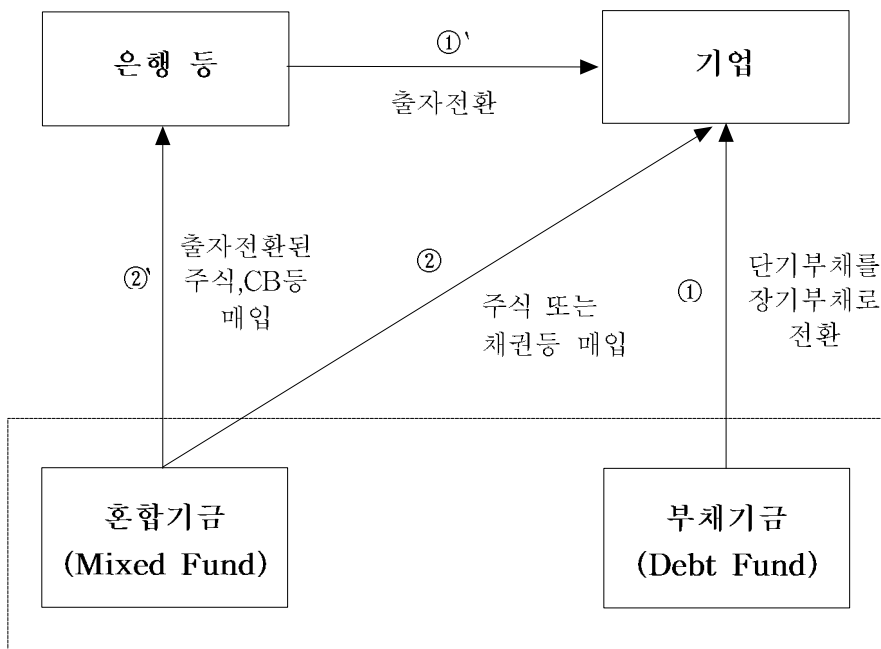 은행 등
①`
기업
출자전환
②`
출자전환된
주식,CB등
매입
②
주식 또는
채권등 매입
①
단기부채를
장기부채로
전환
혼합기금
(Mixed Fund)
부채기금
(Debt Fund)